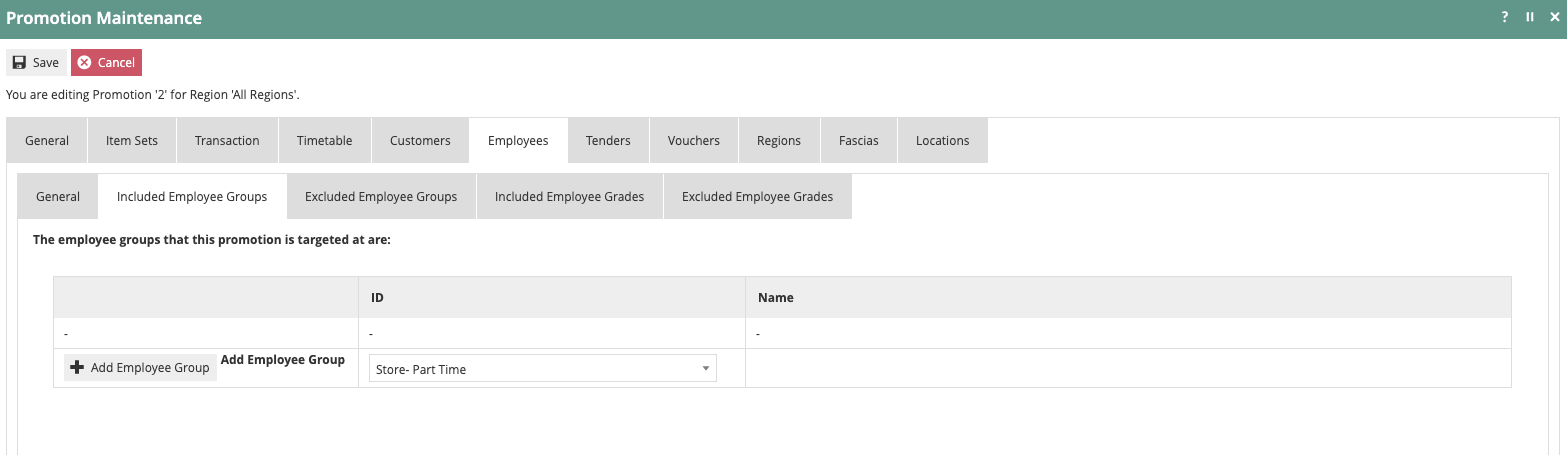 Promotion Maintenance
? II ×
Save Cancel
You are editing Promotion '2' for Region 'All Regions'.
General Item Sets Transaction Timetable Customers Employees Tenders Vouchers Regions Fascias Locations
General Included Employee Groups Excluded Employee Groups Included Employee Grades Excluded Employee Grades
The employee groups that this promotion is targeted at are:
ID Name
- - -
Add Employee Group Add Employee Group Store- Part Time